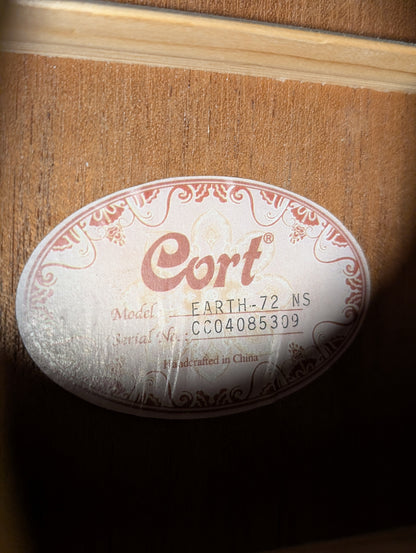 Cort®
Model: EARTH-72 NS
Serial No.: CC04085309
Handcrafted in China